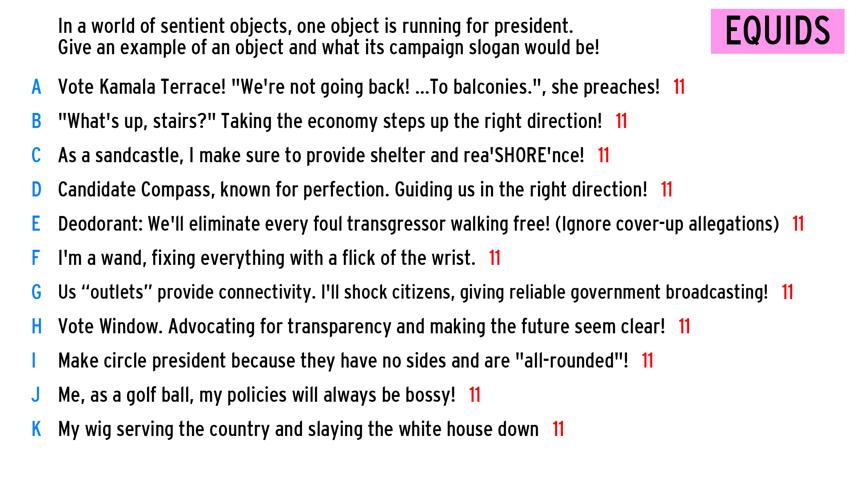 In a world of sentient objects, one object is running for president.
Give an example of an object and what its campaign slogan would be!
EQUIDS
A Vote Kamala Terrace! "We're not going back! ...To balconies.", she preaches! 11
B "What's up, stairs?" Taking the economy steps up the right direction! 11
C As a sandcastle, I make sure to provide shelter and rea'SHORE'nce! 11
D Candidate Compass, known for perfection. Guiding us in the right direction! 11
E Deodorant: We'll eliminate every foul transgressor walking free! (Ignore cover-up allegations) 11
F I'm a wand, fixing everything with a flick of the wrist. 11
G Us “outlets” provide connectivity. I'll shock citizens, giving reliable government broadcasting! 11
H Vote Window. Advocating for transparency and making the future seem clear! 11
I Make circle president because they have no sides and are "all-rounded"! 11
J Me, as a golf ball, my policies will always be bossy! 11
K My wig serving the country and slaying the white house down 11